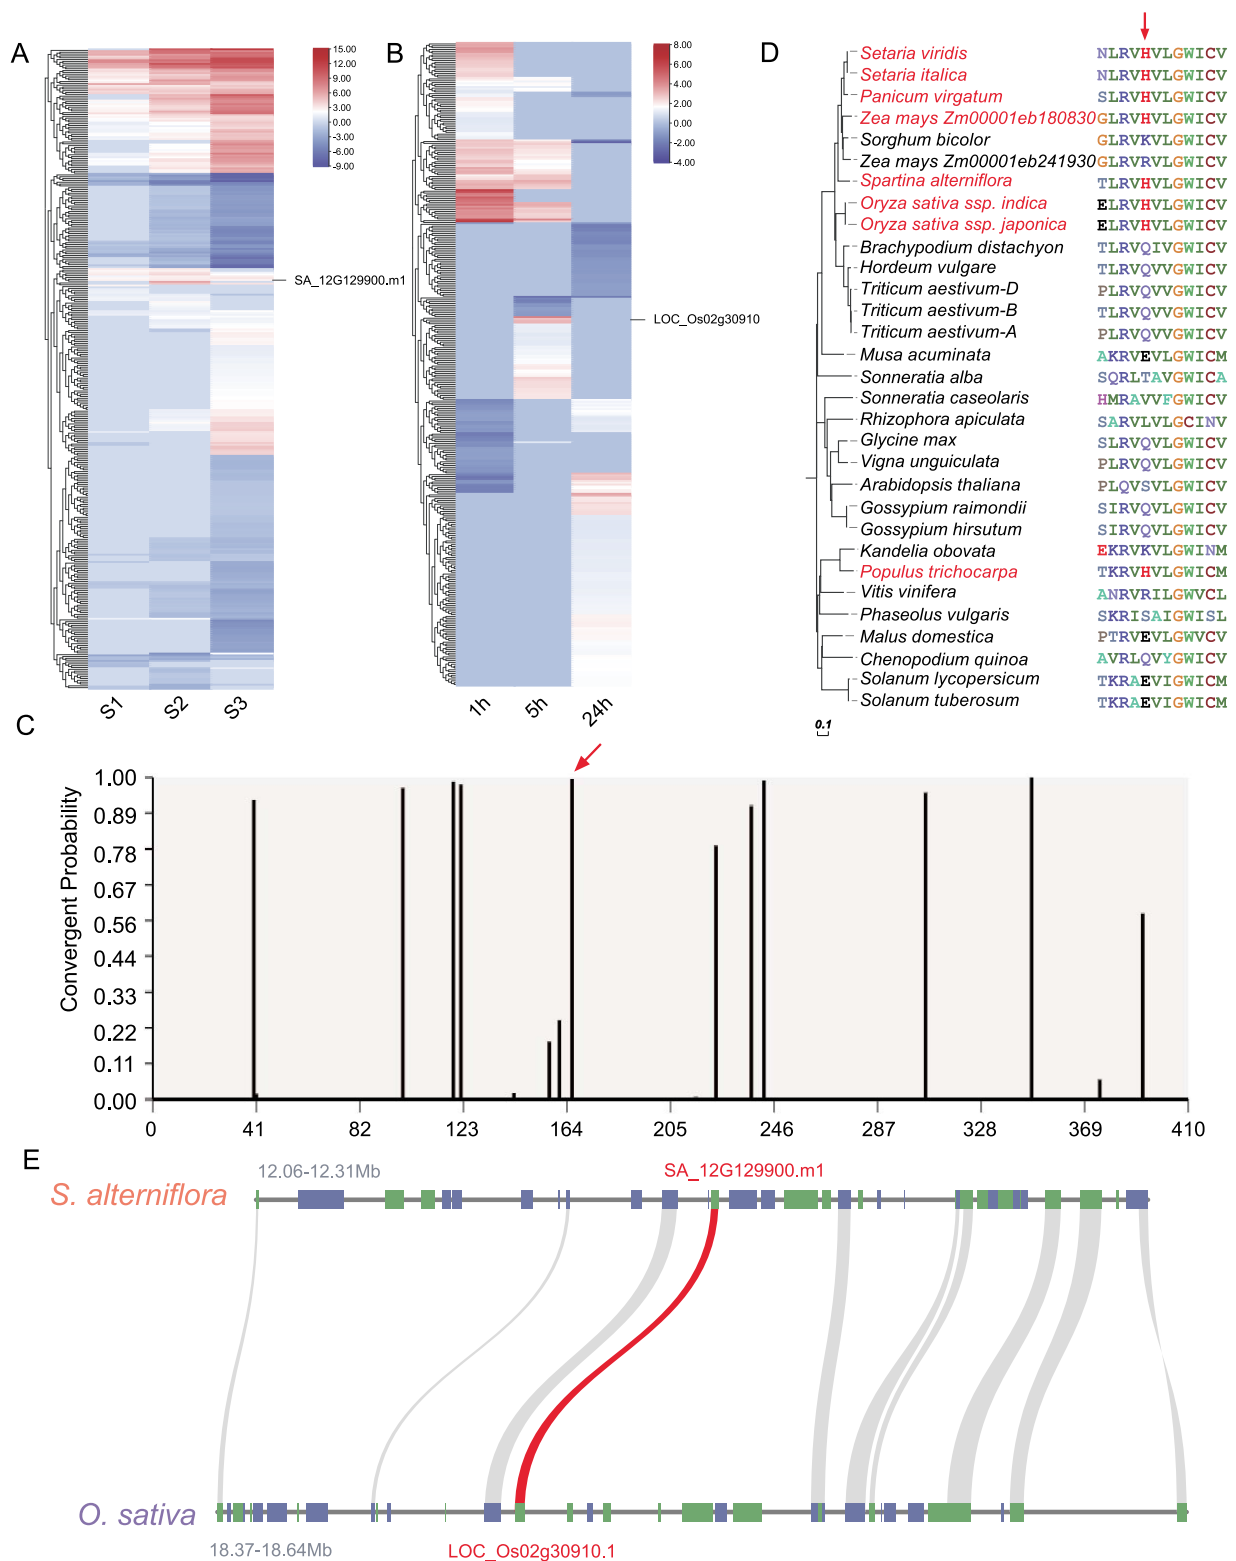 A
15.00
12.00
9.00
6.00
3.00
0.00
-3.00
-6.00
-9.00
SA_12G129900.m1
S1
S2
S3
B
8.00
6.00
4.00
2.00
0.00
-2.00
-4.00
LOC_Os02g30910
1h
5h
24h
D
Setaria viridis NLRVHVLGWICV
Setaria italica NLRVHVLGWICV
Panicum virgatum SLRVHVLGWICV
Zea mays Zm00001eb180830 GLRVHVLGWICV
Sorghum bicolor GLRVKVLGWICV
Zea mays Zm00001eb241930 GLRVRVLGWICV
Spartina alterniflora TLRVHVLGWICV
Oryza sativa ssp. indica ELRVHVLGWICV
Oryza sativa ssp. japonica ELRVHVLGWICV
Brachypodium distachyon TLRVQIVGWICV
Hordeum vulgare TLRVQVVGWICV
Triticum aestivum-D PLRVQVVGWICV
Triticum aestivum-B TLRVQVVGWICV
Triticum aestivum-A PLRVQVVGWICV
Musa acuminata AKRVEVLGWICM
Sonneratia alba SQRLTAVGWICA
Sonneratia caseolaris HMRAVVFGWICV
Rhizophora apiculata SARVLVLGCINV
Glycine max SLRVQVLGWICV
Vigna unguiculata PLRVQVLGWICV
Arabidopsis thaliana PLQVSVLGWICV
Gossypium raimondii SIRVQVLGWICV
Gossypium hirsutum SIRVQVLGWICV
Kandelia obovata EKRVKVLGWINM
Populus trichocarpa TKRVHVLGWICM
Vitis vinifera ANRVRILGWVCL
Phaseolus vulgaris SKRISAIGWISL
Malus domestica PTRVEVLGWVCV
Chenopodium quinoa AVRLQVYGWICV
Solanum lycopersicum TKRAEVIGWICM
Solanum tuberosum TKRAEVIGWICM
0.1
C
Convergent Probability
1.00
0.89
0.78
0.67
0.56
0.44
0.33
0.22
0.11
0.00
0 41 82 123 164 205 246 287 328 369 410
E
12.06-12.31Mb
SA_12G129900.m1
S. alterniflora
O. sativa
18.37-18.64Mb
LOC_Os02g30910.1